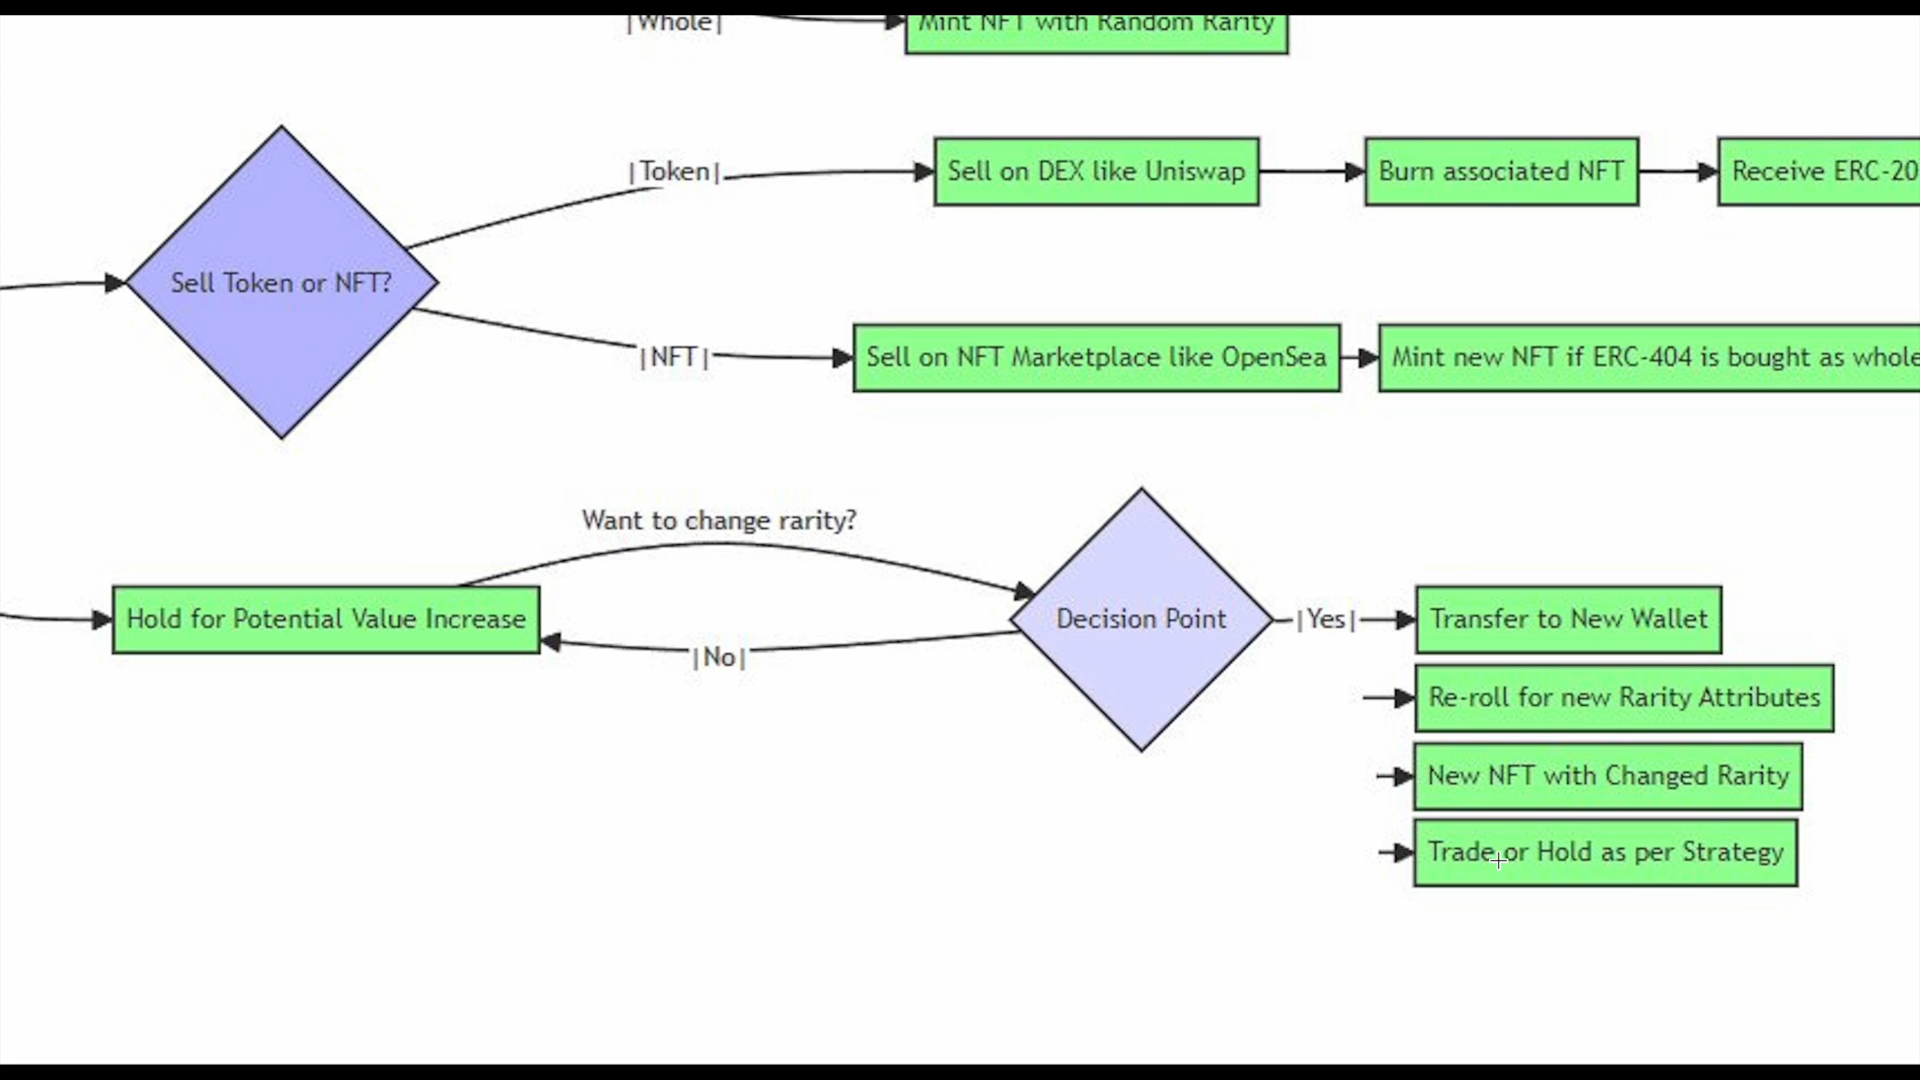 |Whole|
Mint NFT with Random Rarity
Sell Token or NFT?
|Token|
Sell on DEX like Uniswap
Burn associated NFT
Receive ERC-20
|NFT|
Sell on NFT Marketplace like OpenSea
Mint new NFT if ERC-404 is bought as whole
Want to change rarity?
Hold for Potential Value Increase
|No|
Decision Point
|Yes|
Transfer to New Wallet
Re-roll for new Rarity Attributes
New NFT with Changed Rarity
Trade or Hold as per Strategy